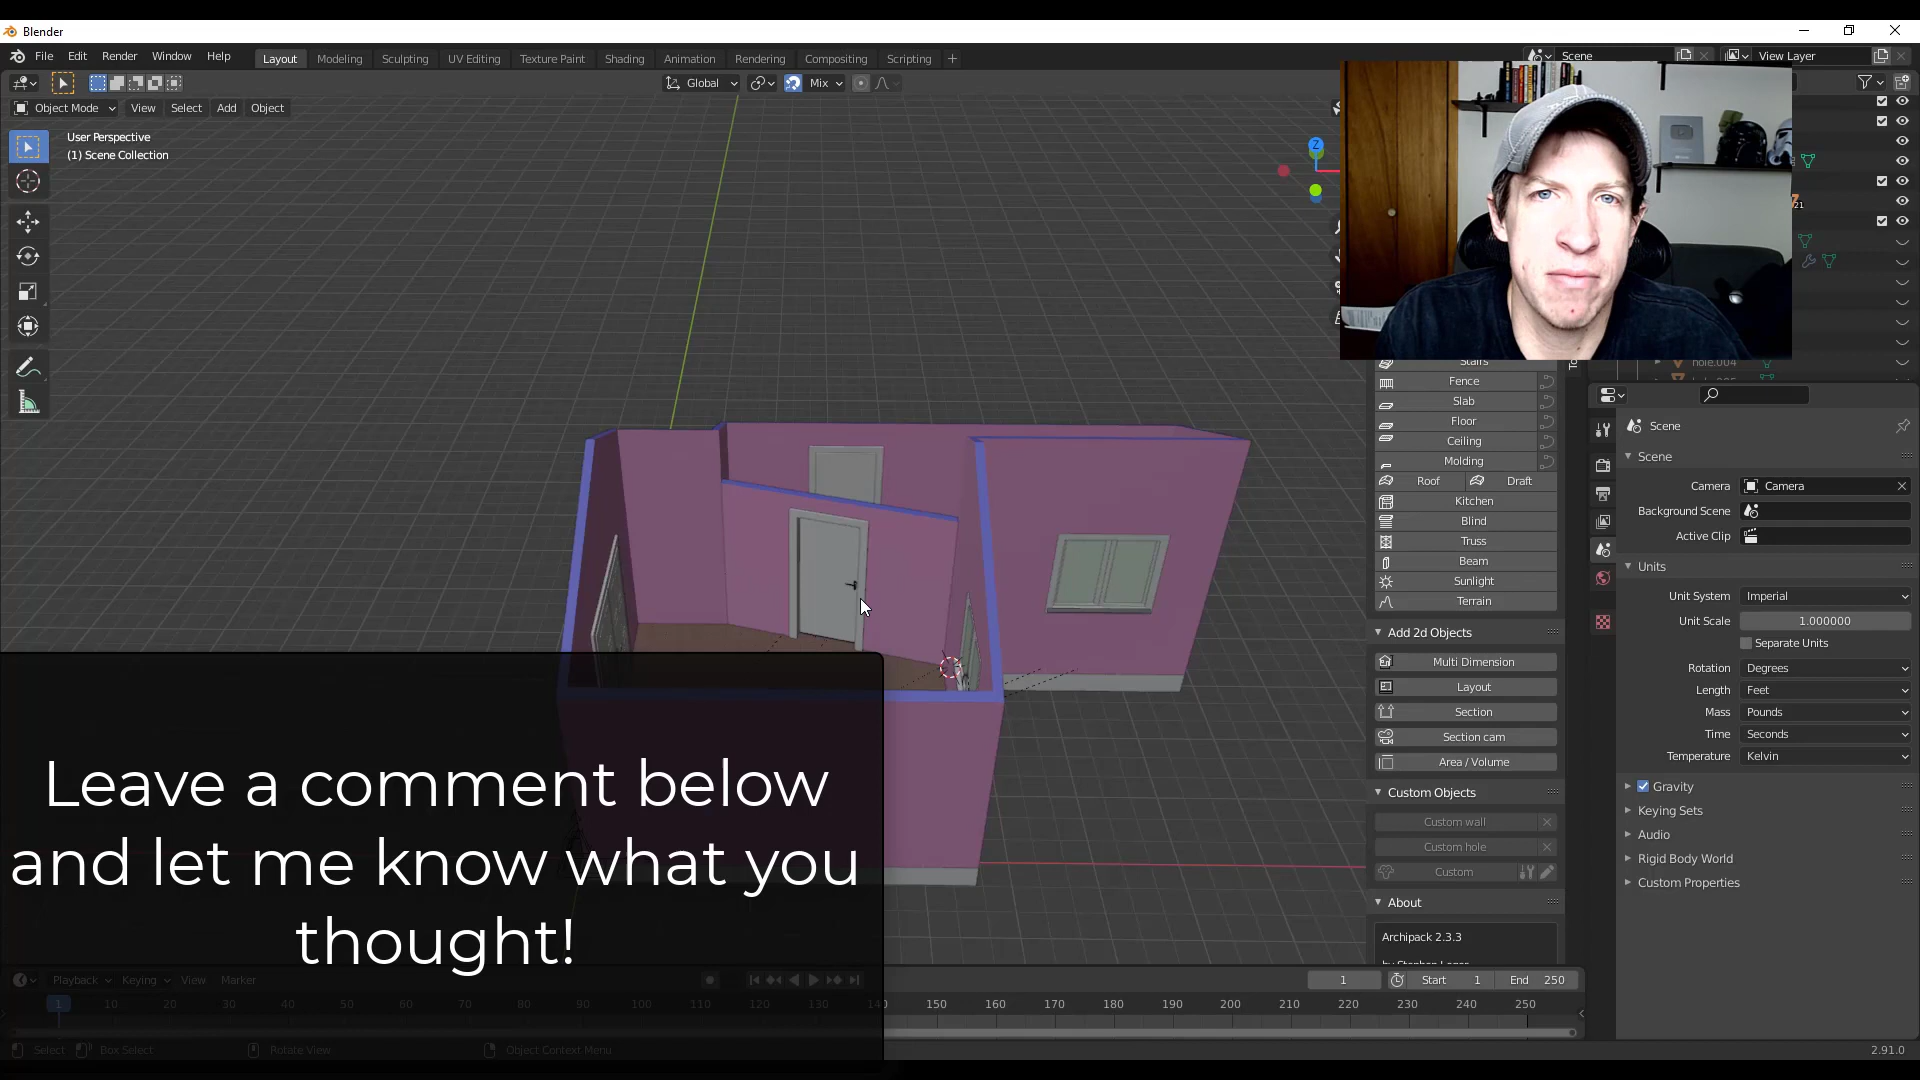 Blender
File Edit Render Window Help
Layout Modeling Sculpting UV Editing Texture Paint Shading Animation Rendering Compositing Scripting +
Scene View Layer
Global Mix
Object Mode View Select Add Object
User Perspective
(1) Scene Collection
Z
21
hole.004
Stairs
Fence
Slab
Floor
Ceiling
Molding
Roof Draft
Kitchen
Blind
Truss
Beam
Sunlight
Terrain
Add 2d Objects
Multi Dimension
Layout
Section
Section cam
Area / Volume
Custom Objects
Custom wall
Custom hole
Custom
About
Archipack 2.3.3
Scene
Scene
Camera Camera
Background Scene
Active Clip
Units
Unit System Imperial
Unit Scale 1.000000
Separate Units
Rotation Degrees
Length Feet
Mass Pounds
Time Seconds
Temperature Kelvin
Gravity
Keying Sets
Audio
Rigid Body World
Custom Properties
Leave a comment below
and let me know what you
thought!
Playback Keying View Marker
1 Start 1 End 250
1 10 20 30 40 50 60 70 80 90 100 110 120 130 140 150 160 170 180 190 200 210 220 230 240 250
Select Box Select Rotate View Object Context Menu
2.91.0